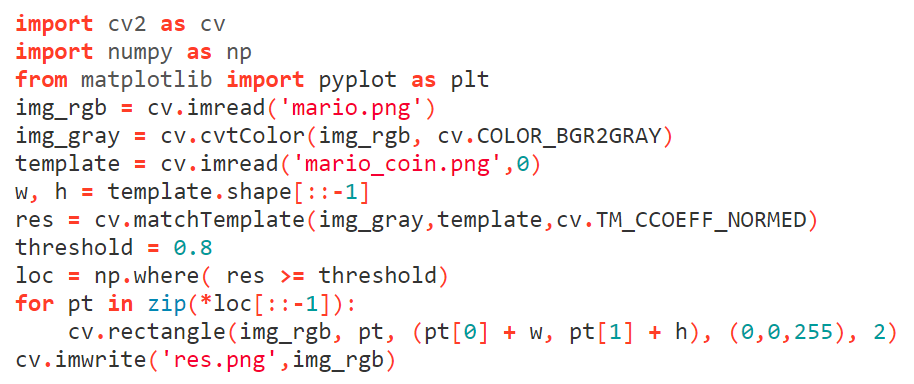 import cv2 as cv
import numpy as np
from matplotlib import pyplot as plt
img_rgb = cv.imread('mario.png')
img_gray = cv.cvtColor(img_rgb, cv.COLOR_BGR2GRAY)
template = cv.imread('mario_coin.png',0)
w, h = template.shape[::-1]
res = cv.matchTemplate(img_gray,template,cv.TM_CCOEFF_NORMED)
threshold = 0.8
loc = np.where( res >= threshold)
for pt in zip(*loc[::-1]):
    cv.rectangle(img_rgb, pt, (pt[0] + w, pt[1] + h), (0,0,255), 2)
cv.imwrite('res.png',img_rgb)